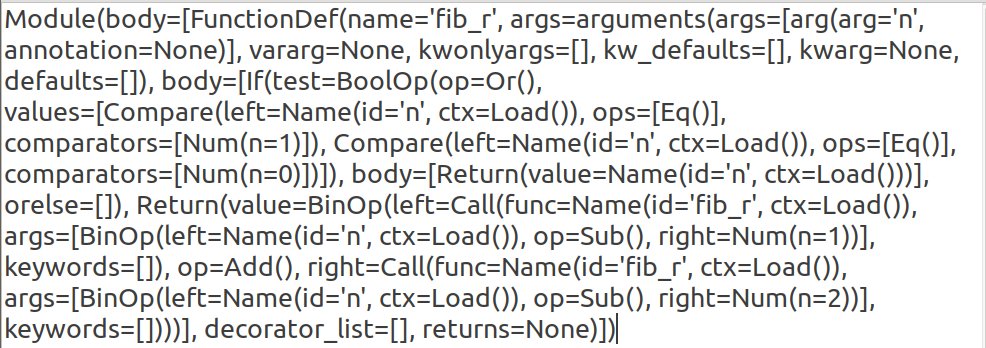 Module(body=[FunctionDef(name='fib_r', args=arguments(args=[arg(arg='n',
annotation=None)], vararg=None, kwonlyargs=[], kw_defaults=[], kwarg=None,
defaults=[]), body=[If(test=BoolOp(op=Or(),
values=[Compare(left=Name(id='n', ctx=Load()), ops=[Eq()],
comparators=[Num(n=1)]), Compare(left=Name(id='n', ctx=Load()), ops=[Eq()],
comparators=[Num(n=0)])]), body=[Return(value=Name(id='n', ctx=Load()))],
orelse=[]), Return(value=BinOp(left=Call(func=Name(id='fib_r', ctx=Load()),
args=[BinOp(left=Name(id='n', ctx=Load()), op=Sub(), right=Num(n=1))],
keywords=[]), op=Add(), right=Call(func=Name(id='fib_r', ctx=Load()),
args=[BinOp(left=Name(id='n', ctx=Load()), op=Sub(), right=Num(n=2))],
keywords=[])))], decorator_list=[], returns=None)])